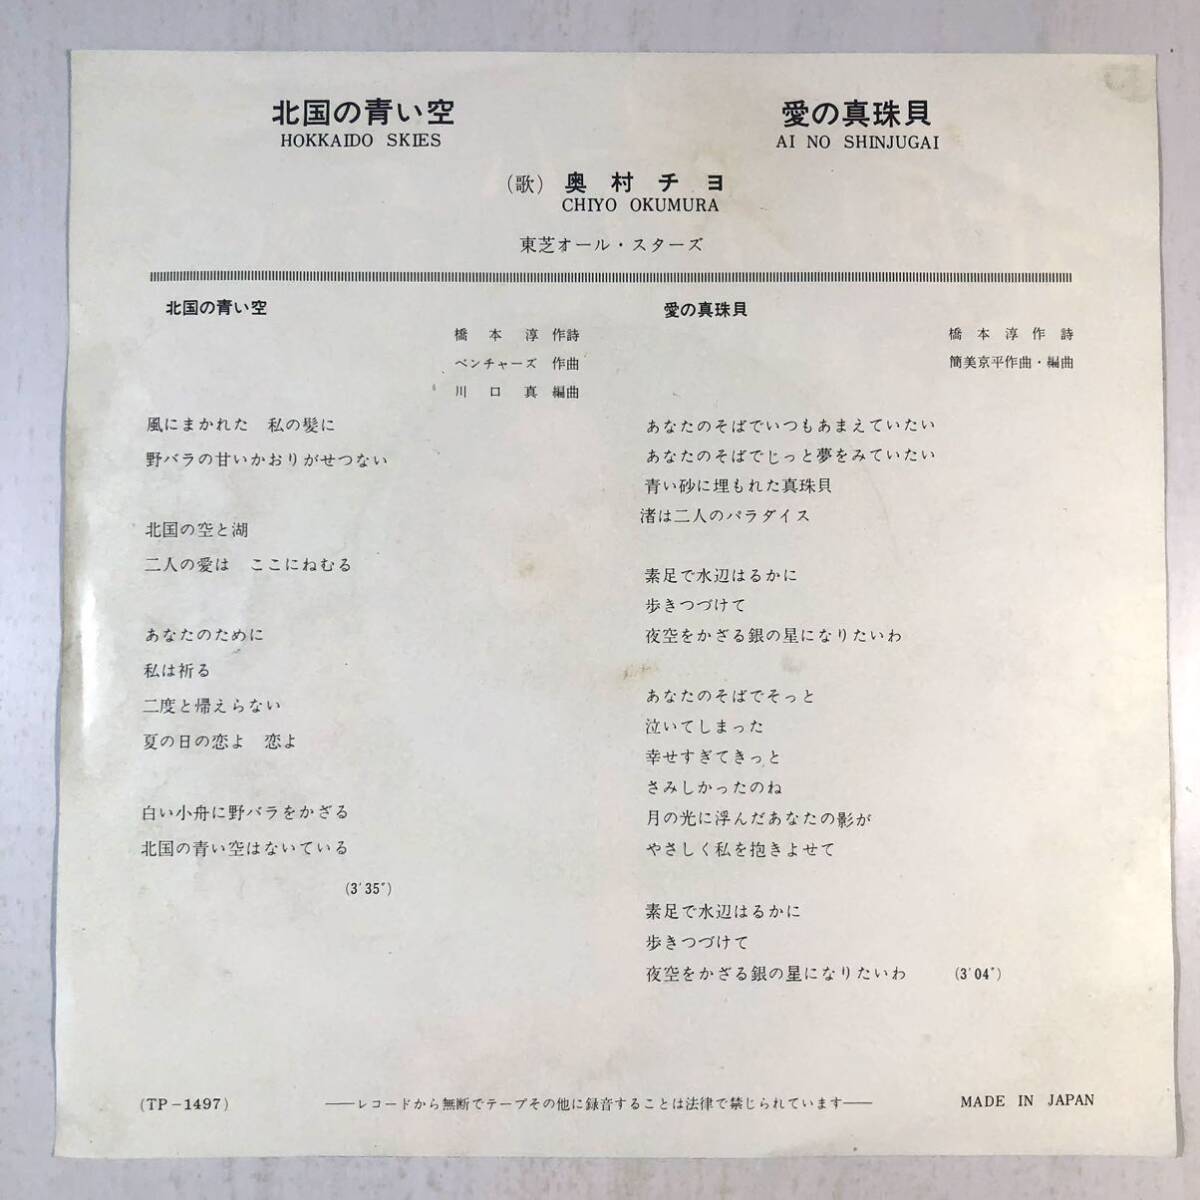 北国の青い空
HOKKAIDO SKIES
愛の真珠貝
AI NO SHINJUGAI
(歌) 奥村チヨ
CHIYO OKUMURA
東芝オール・スターズ
北国の青い空
橋本淳 作詩
ベンチャーズ 作曲
川口真 編曲
風にまかれた 私の髪に
野バラの甘いかおりがせつない
北国の空と湖
二人の愛は ここにねむる
あなたのために
私は祈る
二度と帰えらない
夏の日の恋よ 恋よ
白い小舟に野バラをかざる
北国の青い空はないている
(3′35″)
愛の真珠貝
橋本淳作詩
筒美京平作曲・編曲
あなたのそばでいつもあまえていたい
あなたのそばでじっと夢をみていたい
青い砂に埋もれた真珠貝
渚は二人のパラダイス
素足で水辺はるかに
歩きつづけて
夜空をかざる銀の星になりたいわ
あなたのそばでそっと
泣いてしまった
幸せすぎてきっと
さみしかったのね
月の光に浮んだあなたの影が
やさしく私を抱きよせて
素足で水辺はるかに
歩きつづけて
夜空をかざる銀の星になりたいわ (3′04″)
(TP-1497)
——レコードから無断でテープその他に録音することは法律で禁じられています——
MADE IN JAPAN